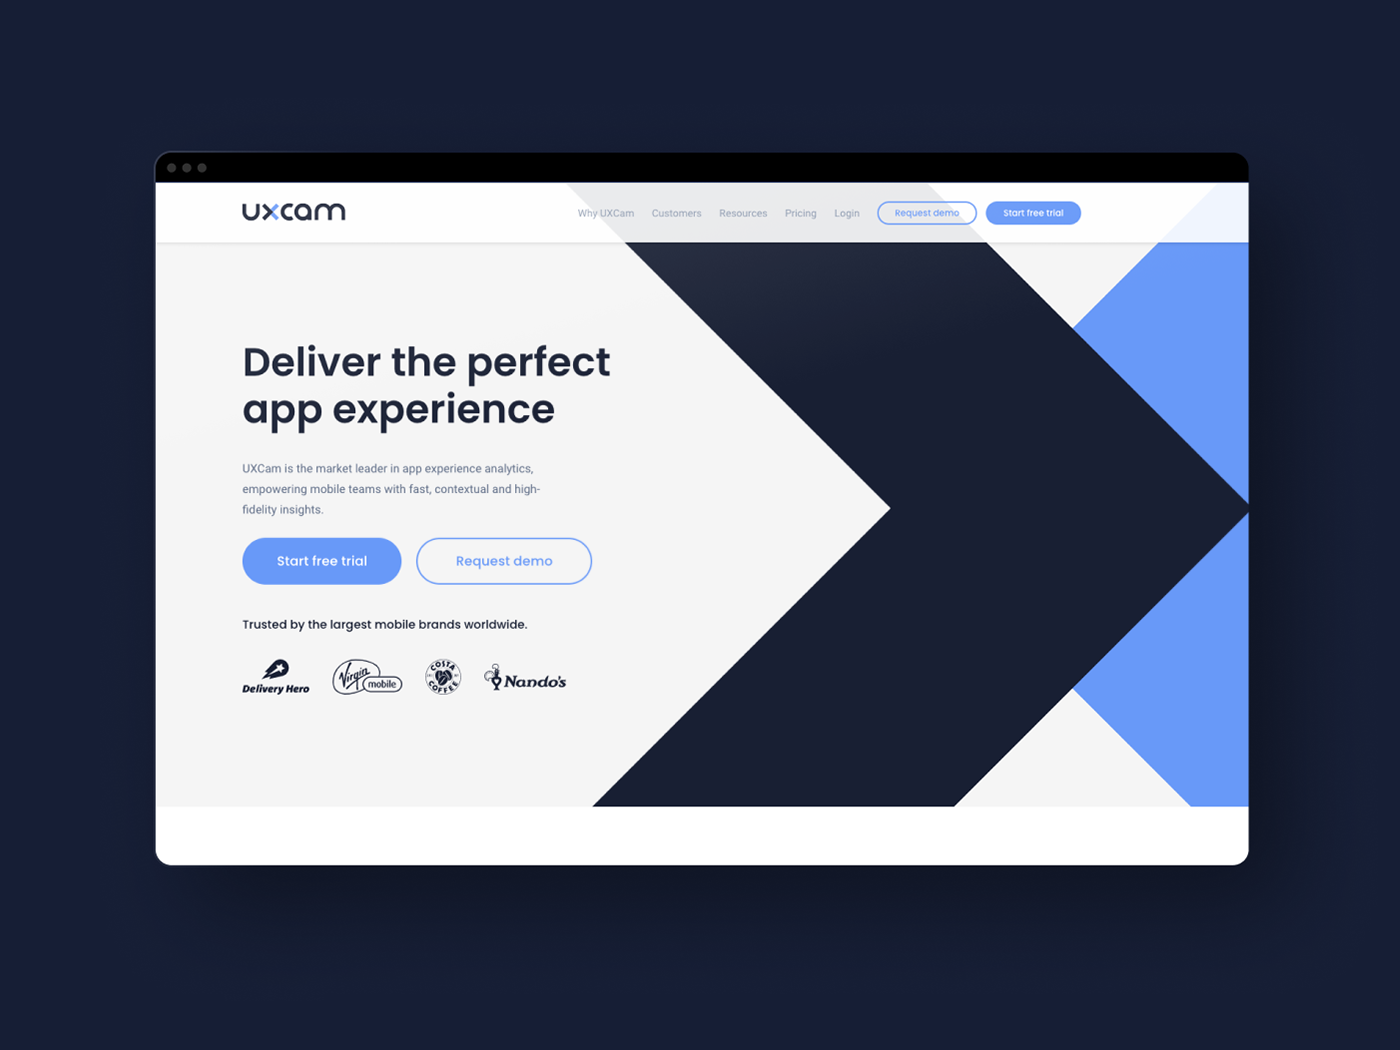 uxcam
Why UXCam Customers Resources Pricing Login Request demo Start free trial
Deliver the perfect
app experience
UXCam is the market leader in app experience analytics,
empowering mobile teams with fast, contextual and high-
fidelity insights.
Start free trial Request demo
Trusted by the largest mobile brands worldwide.
Delivery Hero
Virgin mobile
COSTA
COFFEE
Nando's